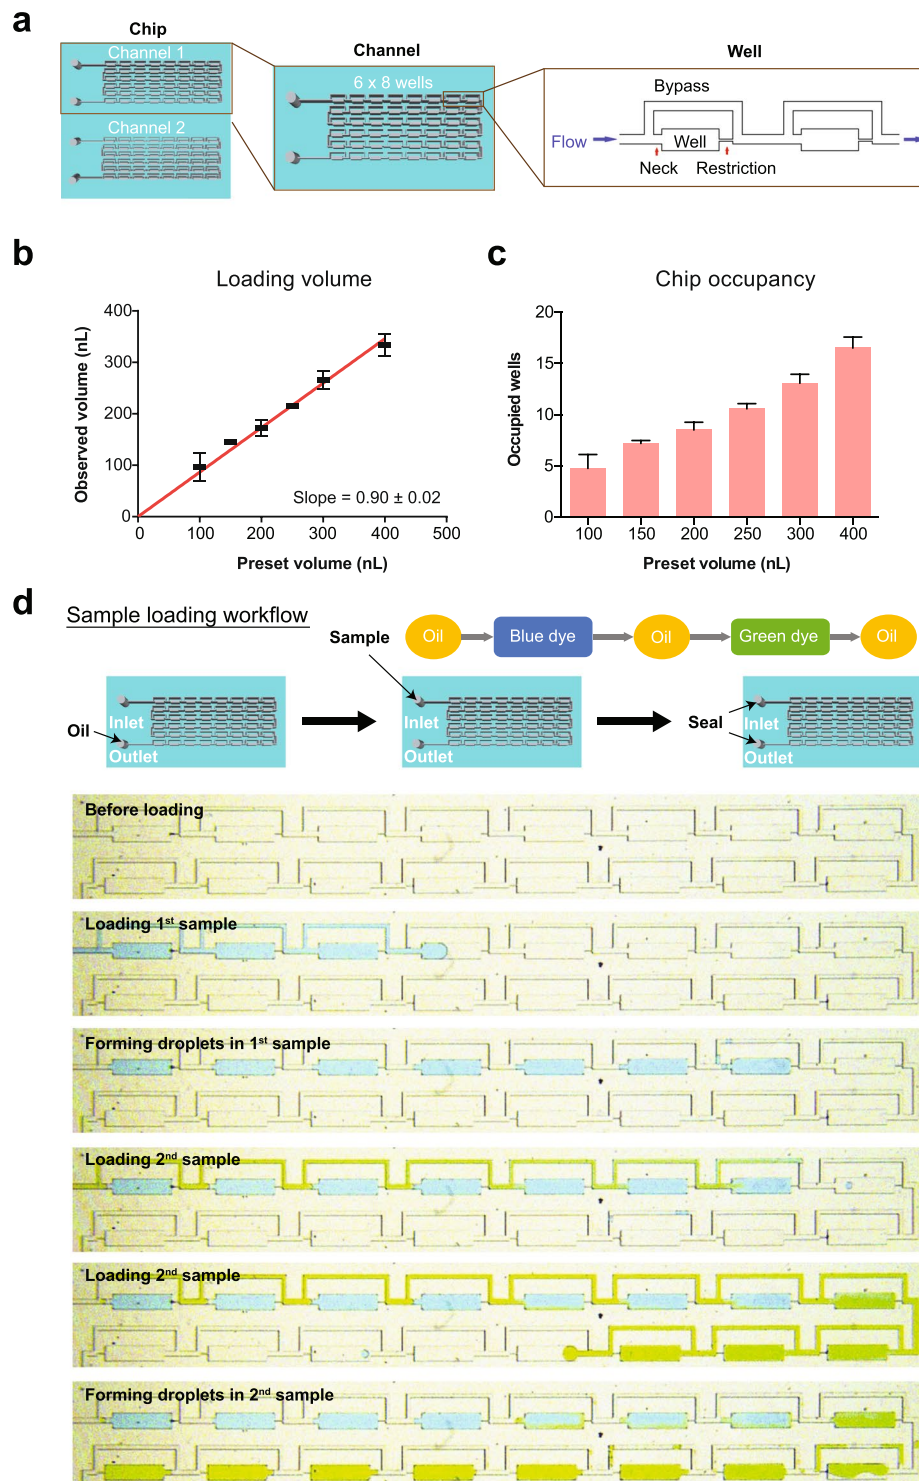 a
Chip
Channel
Well
Channel 1
Channel 2
6 x 8 wells
Bypass
Flow
Well
Neck
Restriction
b
Loading volume
Observed volume (nL)
400
300
200
100
0
0 100 200 300 400 500
Slope = 0.90 ± 0.02
Preset volume (nL)
c
Chip occupancy
Occupied wells
20
15
10
5
0
100 150 200 250 300 400
Preset volume (nL)
d
Sample loading workflow
Oil
Blue dye
Oil
Green dye
Oil
Sample
Oil
Inlet
Outlet
Inlet
Outlet
Seal
Inlet
Outlet
Before loading
Loading 1st sample
Forming droplets in 1st sample
Loading 2nd sample
Loading 2nd sample
Forming droplets in 2nd sample